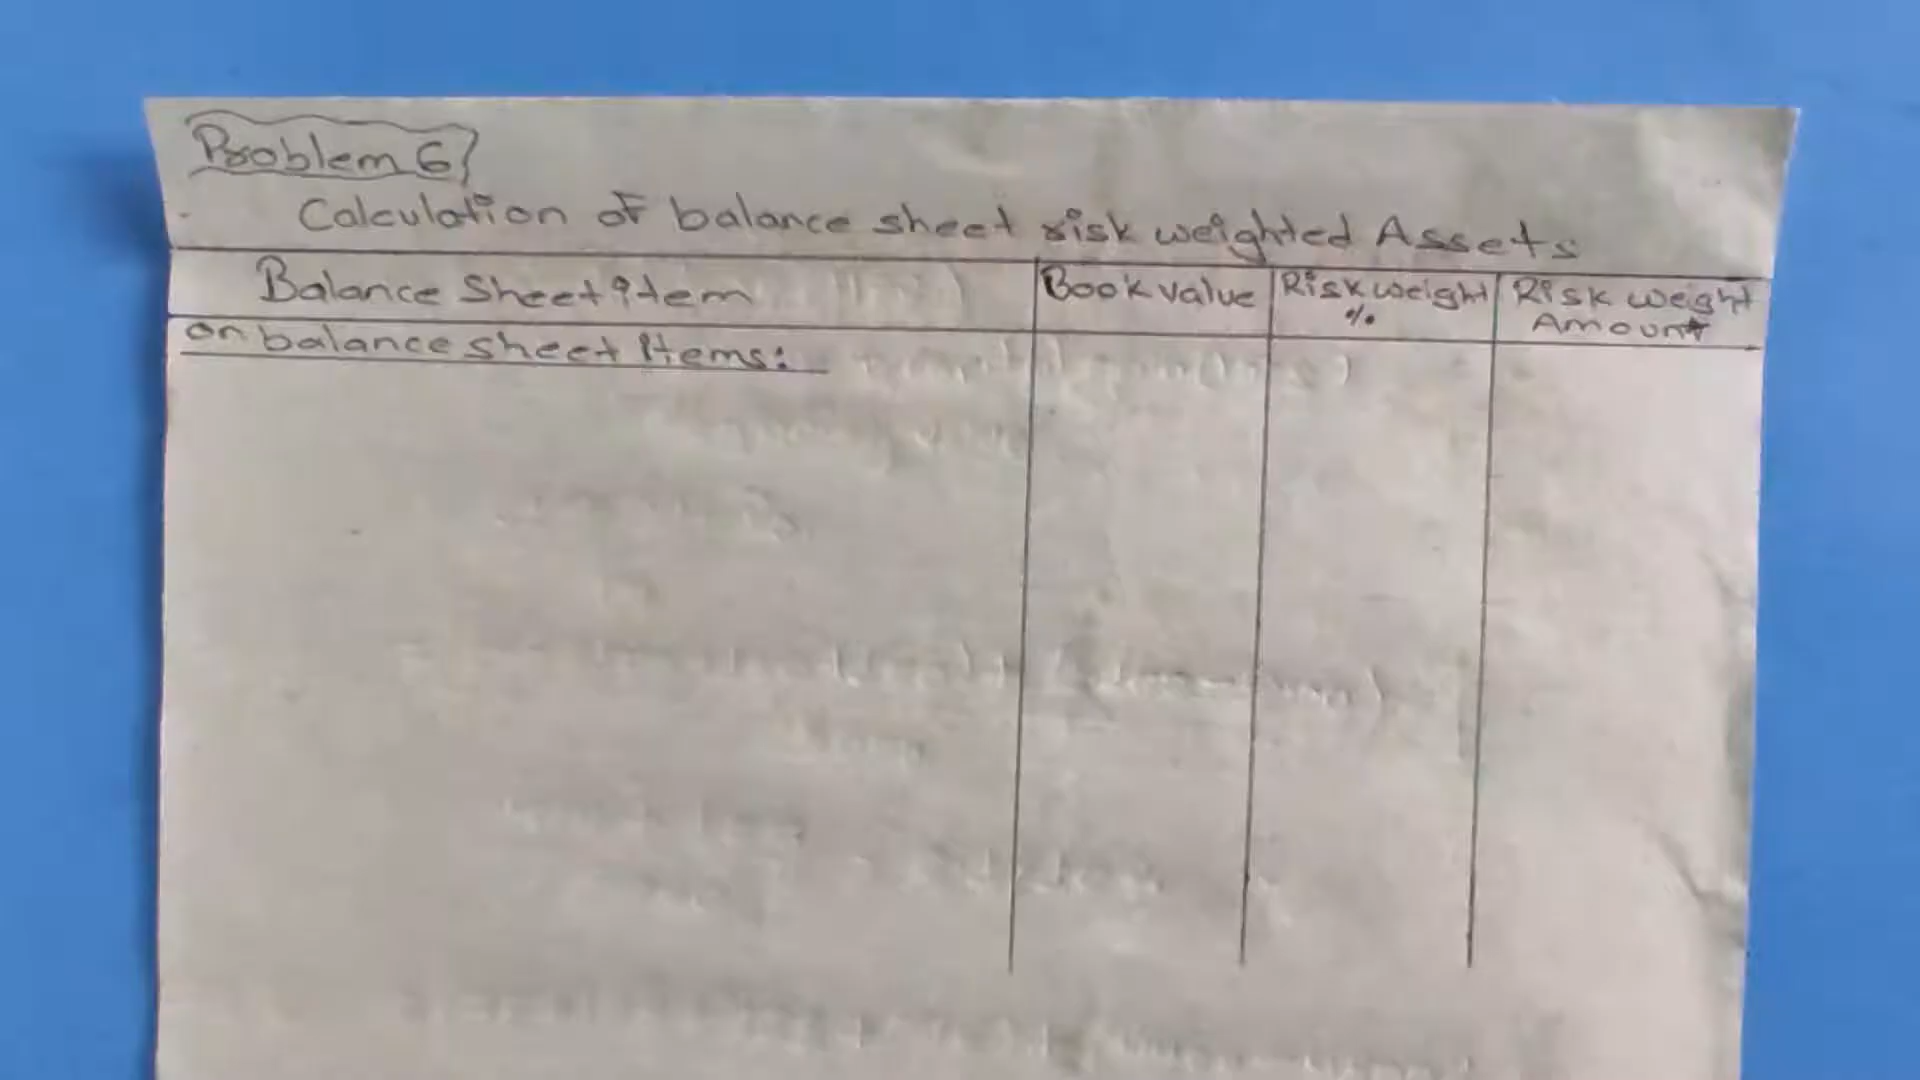 Problem 6
Calculation of balance sheet risk weighted Assets
Balance Sheet item
Book value
Risk weight %
Risk weight Amount
on balance sheet items: